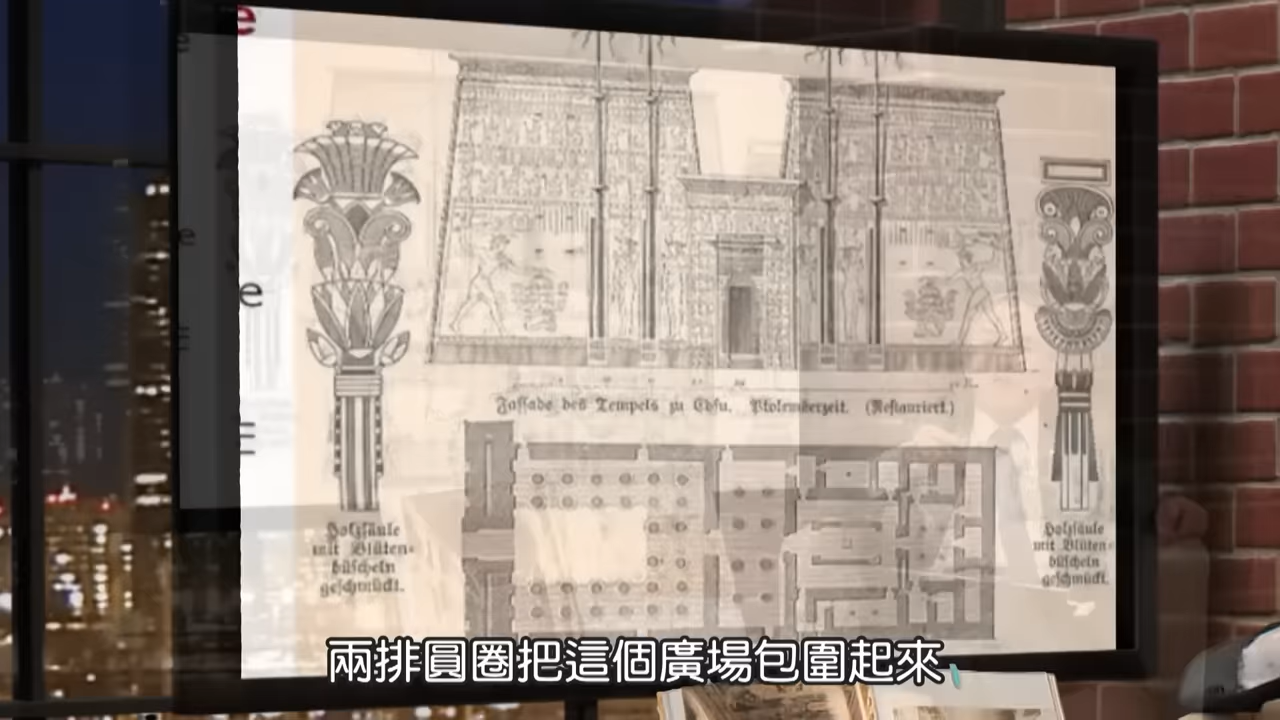 e
e
e
Fassade des Tempels zu Edfu. Ptolemäerzeit. (Restauriert.)
Holzsäule
mit Blüten-
büscheln
geschmückt.
Holzsäule
mit Blüten-
büscheln
geschmückt.
兩排圓圈把這個廣場包圍起來